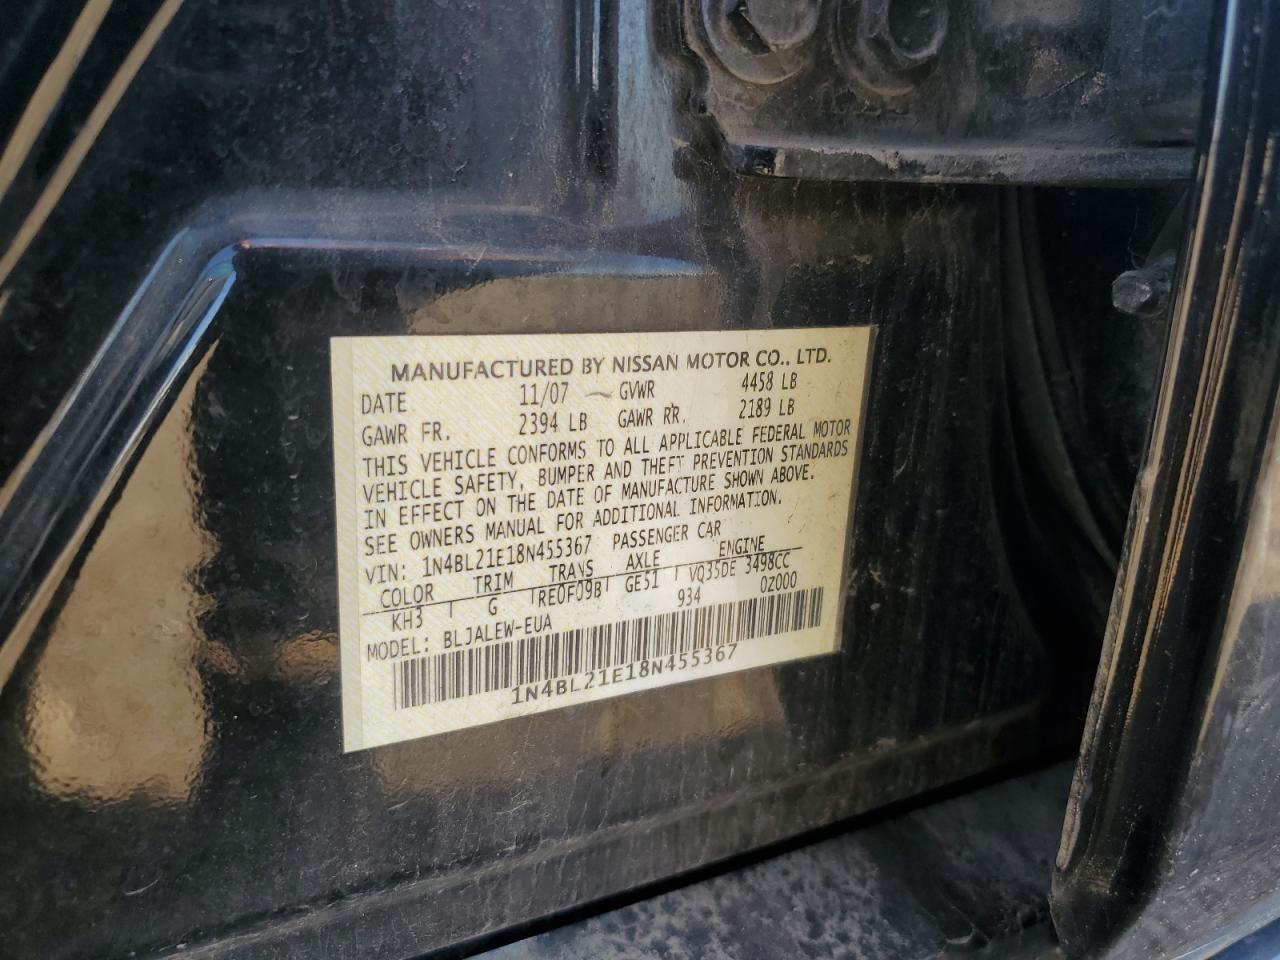 MANUFACTURED BY NISSAN MOTOR CO., LTD.
DATE 11/07 GVWR 4458 LB
GAWR FR. 2394 LB GAWR RR. 2189 LB
THIS VEHICLE CONFORMS TO ALL APPLICABLE FEDERAL MOTOR
VEHICLE SAFETY, BUMPER AND THEFT PREVENTION STANDARDS
IN EFFECT ON THE DATE OF MANUFACTURE SHOWN ABOVE.
SEE OWNERS MANUAL FOR ADDITIONAL INFORMATION.
VIN: 1N4BL21E18N455367 PASSENGER CAR
COLOR TRIM TRANS AXLE ENGINE
KH3 G RE0F09B GE51 VQ35DE 3498CC
MODEL: BLJALEW-EUA 934 0Z000
1N4BL21E18N455367